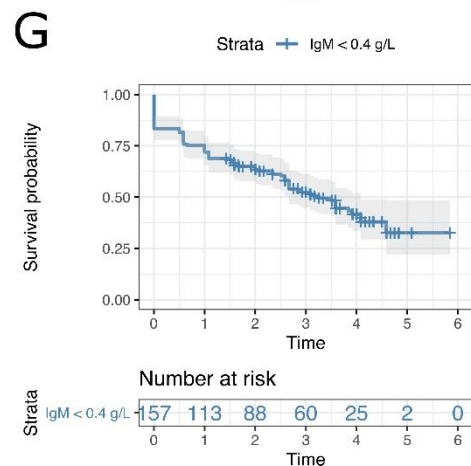 G
Strata IgM < 0.4 g/L
Survival probability
1.00
0.75
0.50
0.25
0.00
0 1 2 3 4 5 6
Time
Number at risk
Strata
IgM < 0.4 g/L 157 113 88 60 25 2 0
0 1 2 3 4 5 6
Time